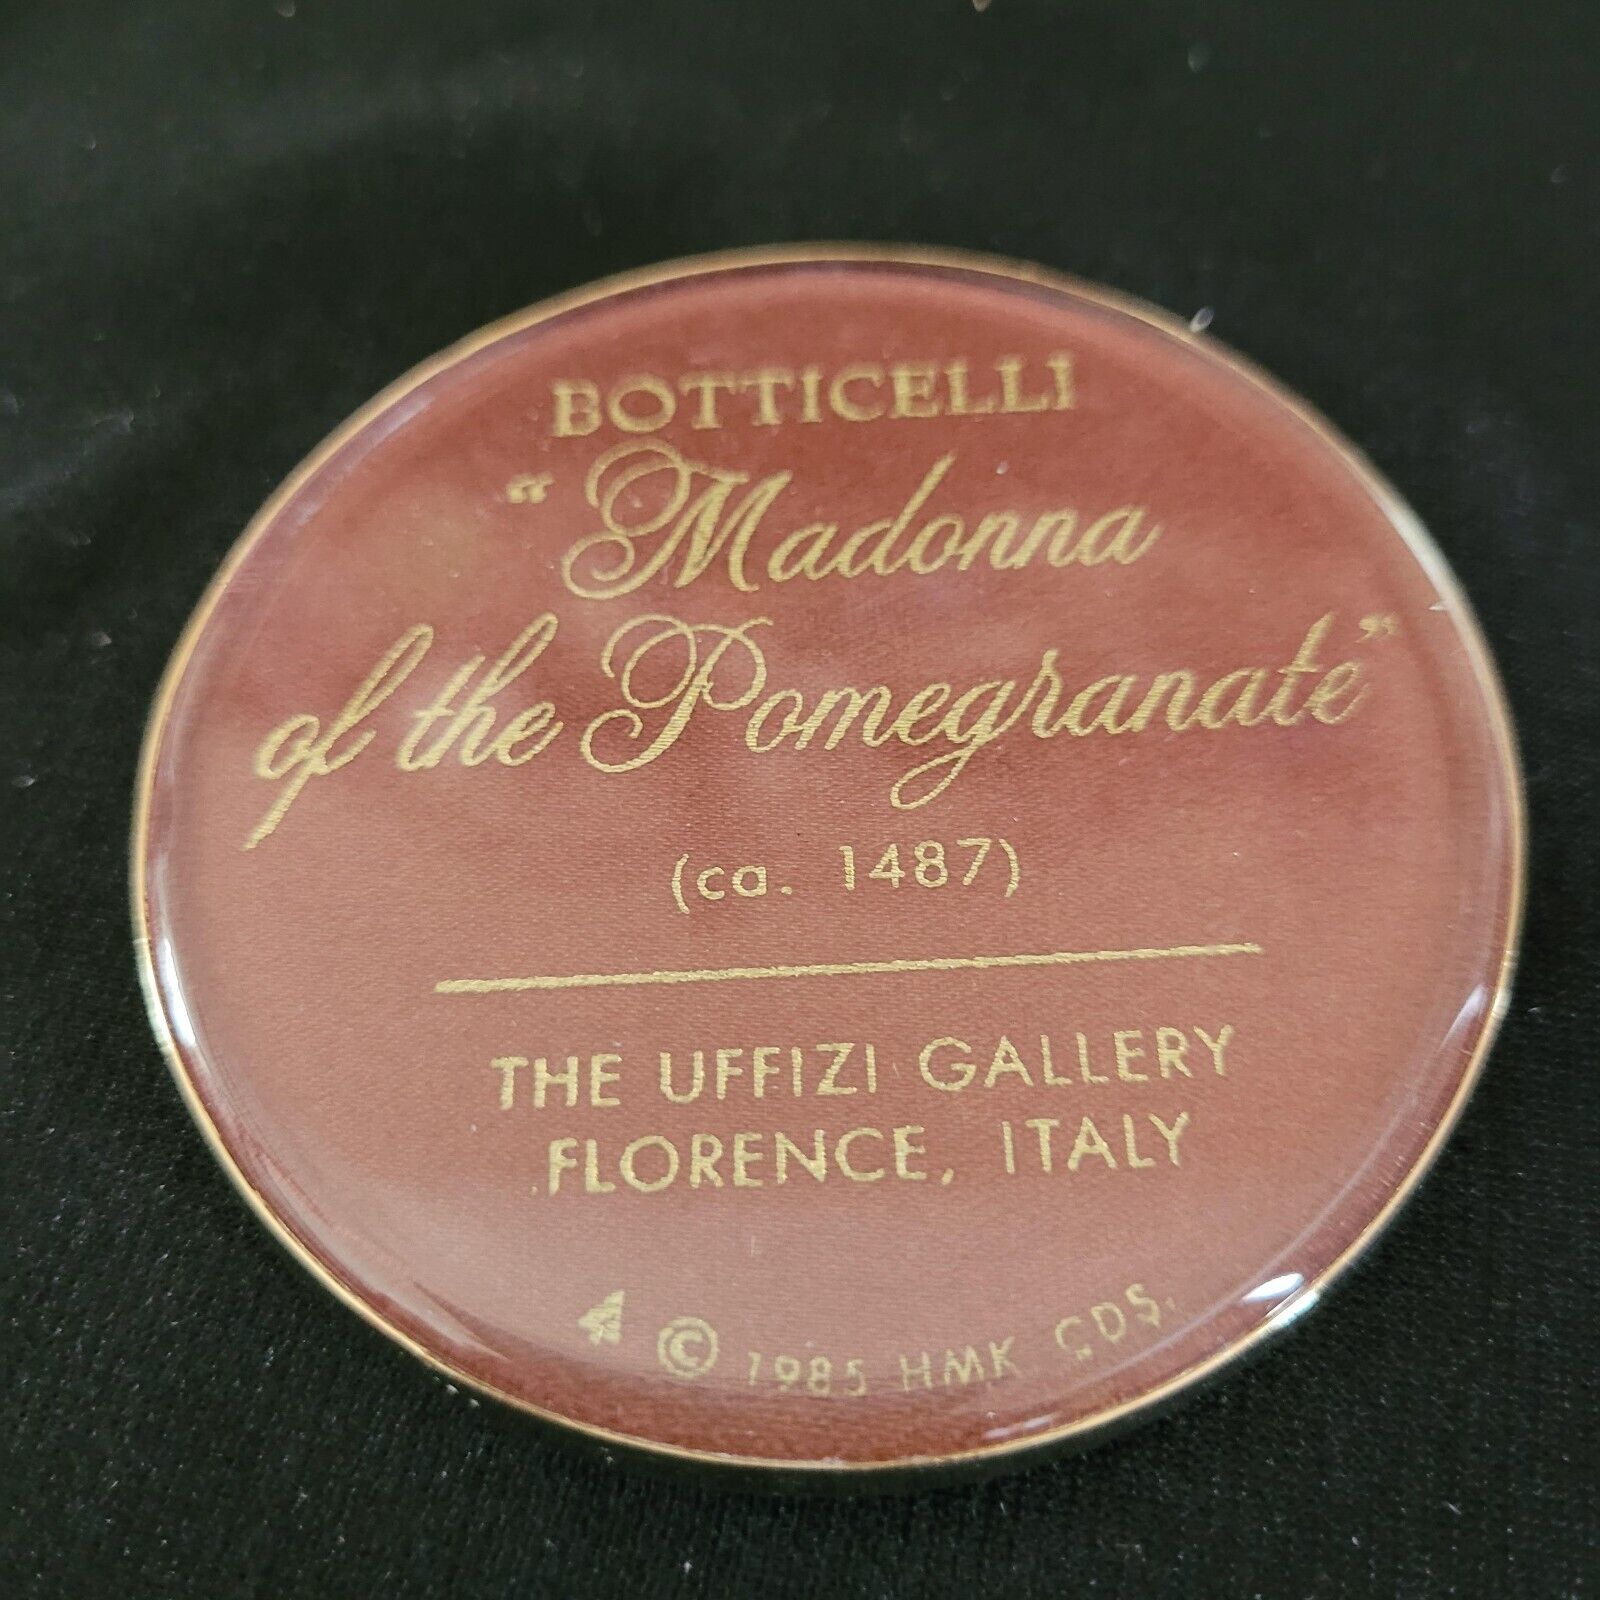 BOTTICELLI
“Madonna
of the Pomegranate”
(ca. 1487)
THE UFFIZI GALLERY
FLORENCE, ITALY
© 1985 HMK CDS.